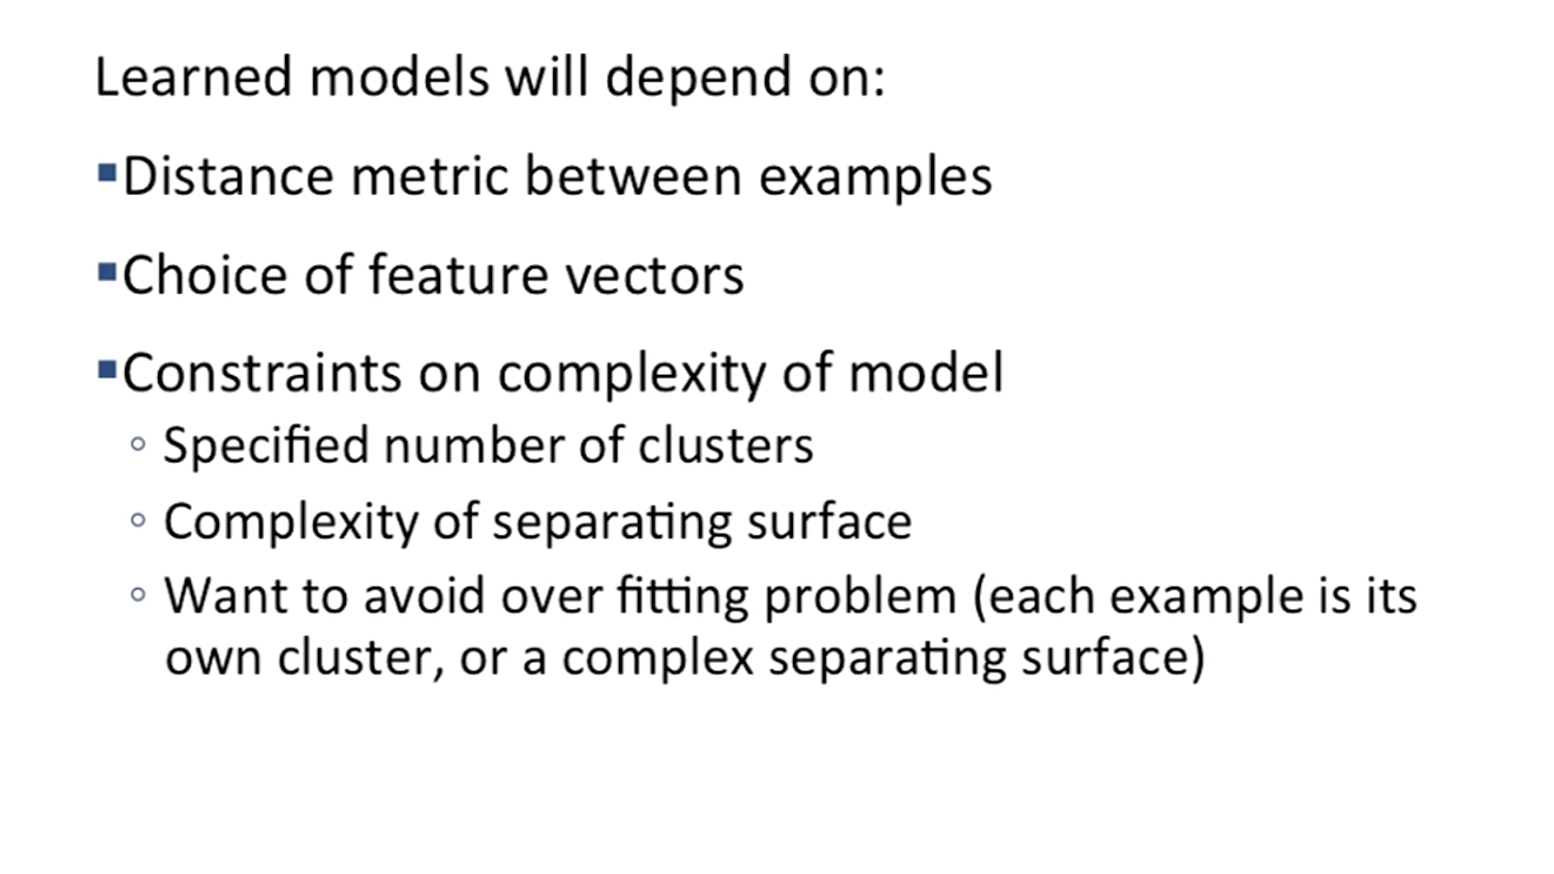 Learned models will depend on:
▪Distance metric between examples
▪Choice of feature vectors
▪Constraints on complexity of model
◦ Specified number of clusters
◦ Complexity of separating surface
◦ Want to avoid over fitting problem (each example is its
own cluster, or a complex separating surface)